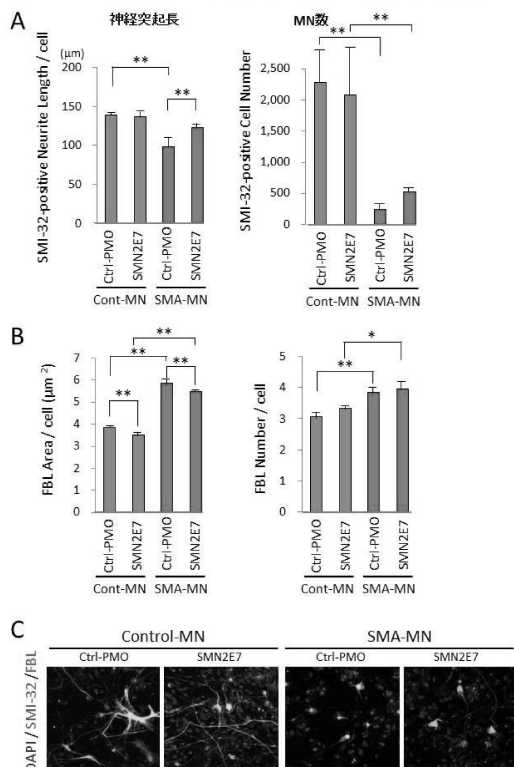 A
神経突起長
(μm)
SMI-32-positive Neurite Length / cell
200
150
100
50
0
**
**
Ctrl-PMO
SMN2E7
Ctrl-PMO
SMN2E7
Cont-MN
SMA-MN
MN数
SMI-32-positive Cell Number
2,500
2,000
1,500
1,000
500
0
**
**
Ctrl-PMO
SMN2E7
Ctrl-PMO
SMN2E7
Cont-MN
SMA-MN
B
FBL Area / cell (μm²)
7
6
5
4
3
2
1
0
**
**
**
**
Ctrl-PMO
SMN2E7
Ctrl-PMO
SMN2E7
Cont-MN
SMA-MN
FBL Number / cell
5
4
3
2
1
0
*
**
Ctrl-PMO
SMN2E7
Ctrl-PMO
SMN2E7
Cont-MN
SMA-MN
C
Control-MN
SMA-MN
Ctrl-PMO
SMN2E7
Ctrl-PMO
SMN2E7
DAPI / SMI-32 /FBL